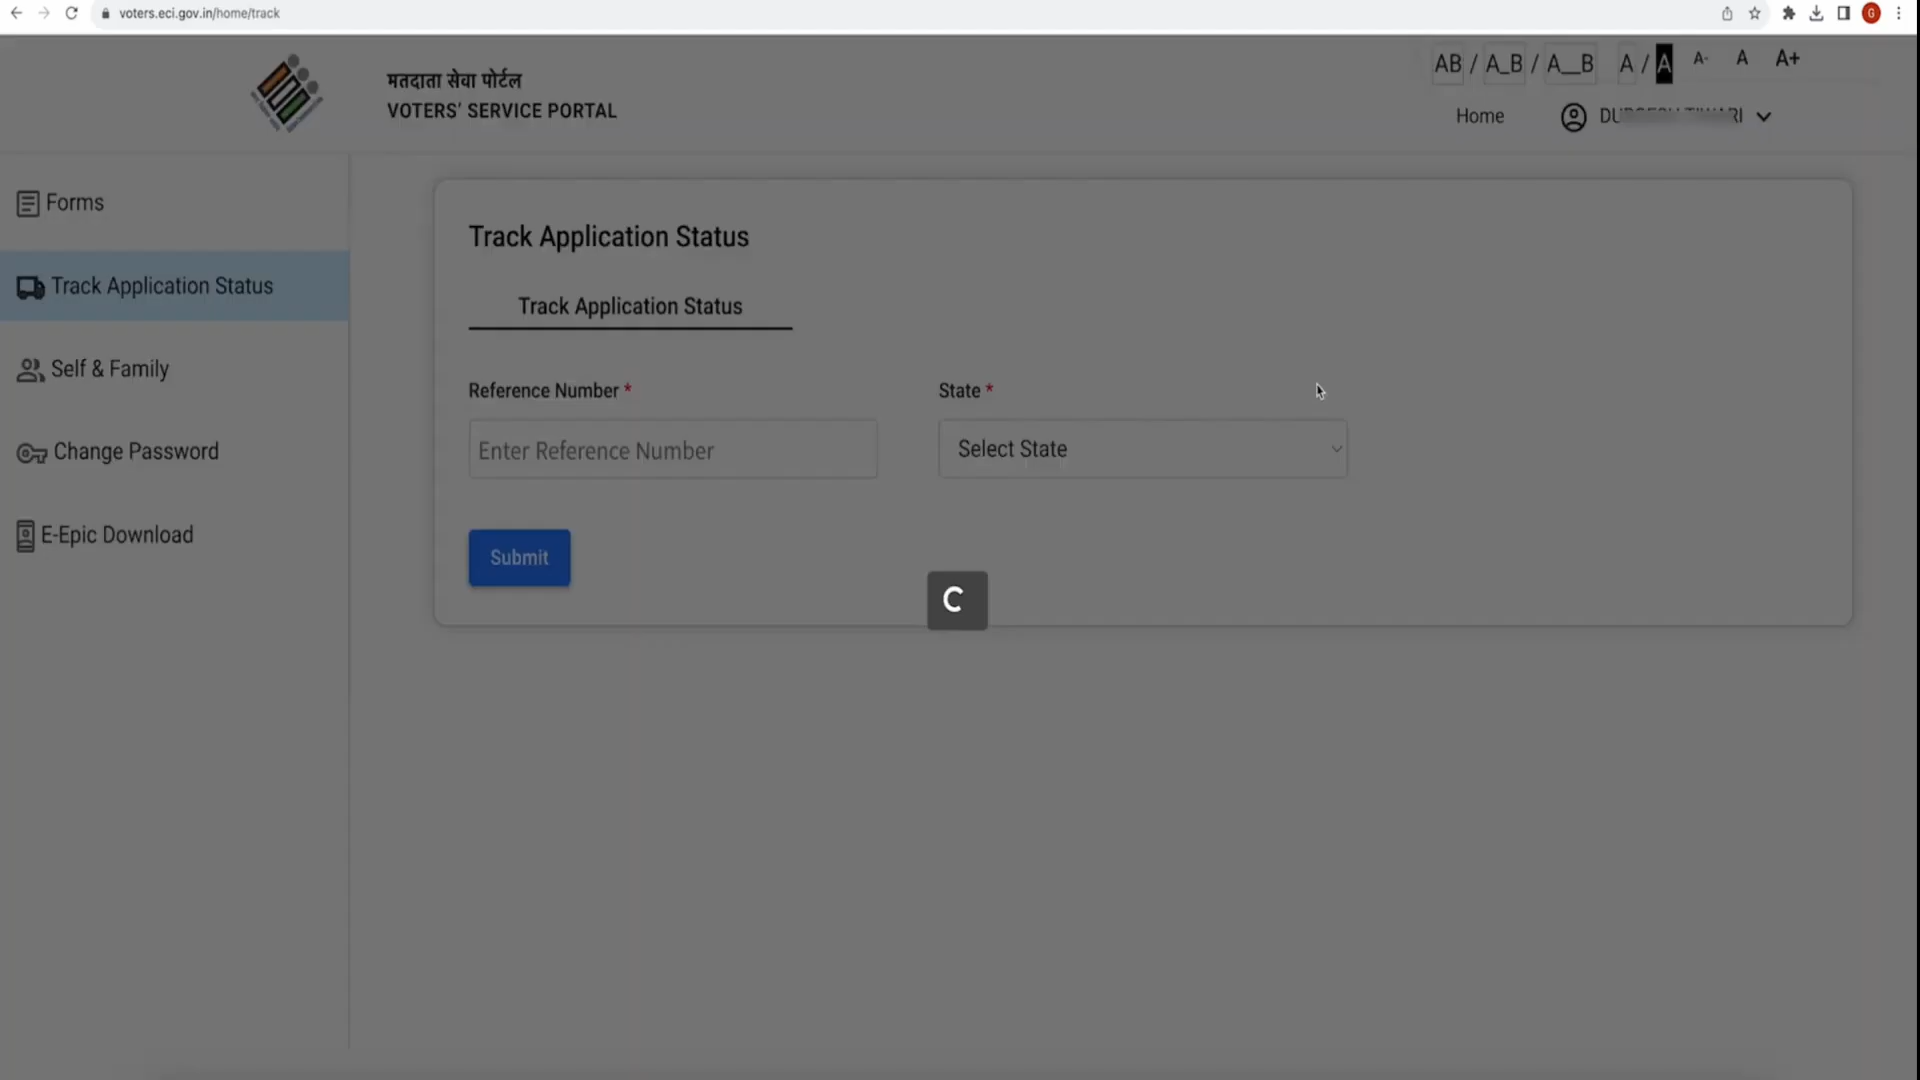 voters.eci.gov.in/home/track
G
मतदाता सेवा पोर्टल
VOTERS' SERVICE PORTAL
AB / A_B / A__B A / A A- A A+
Home
Forms
Track Application Status
Self & Family
Change Password
E-Epic Download
Track Application Status
Track Application Status
Reference Number *
State *
Enter Reference Number
Select State
Submit